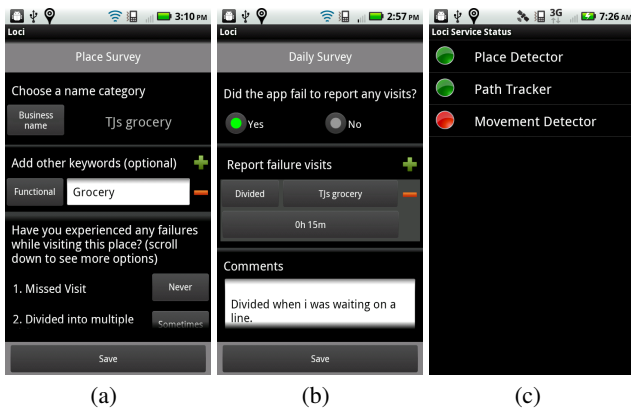 3:10 PM
Loci
Place Survey
Choose a name category
Business name
TJs grocery
Add other keywords (optional)
Functional
Grocery
Have you experienced any failures
while visiting this place? (scroll
down to see more options)
1. Missed Visit
Never
2. Divided into multiple
Sometimes
Save
(a)
2:57 PM
Loci
Daily Survey
Did the app fail to report any visits?
Yes
No
Report failure visits
Divided
TJs grocery
0h 15m
Comments
Divided when i was waiting on a
line.
Save
(b)
3G
7:26 AM
Loci Service Status
Place Detector
Path Tracker
Movement Detector
(c)